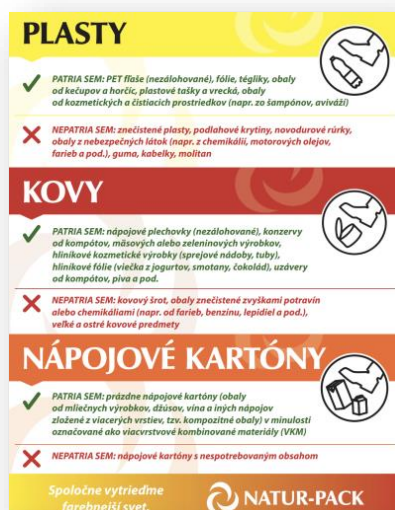 PLASTY
PATRIA SEM: PET fľaše (nezálohované), fólie, tégliky, obaly
od kečupov a horčíc, plastové tašky a vrecká, obaly
od kozmetických a čistiacich prostriedkov (napr. zo šampónov, aviváží)
NEPATRIA SEM: znečistené plasty, podlahové krytiny, novodurové rúrky,
obaly z nebezpečných látok (napr. z chemikálií, motorových olejov,
farieb a pod.), guma, kabelky, molitan
KOVY
PATRIA SEM: nápojové plechovky (nezálohované), konzervy
od kompótov, mäsových alebo zeleninových výrobkov,
hliníkové kozmetické výrobky (sprejové nádoby, tuby),
hliníkové fólie (viečka z jogurtov, smotany, čokolád), uzávery
od kompótov, piva a pod.
NEPATRIA SEM: kovový šrot, obaly znečistené zvyškami potravín
alebo chemikáliami (napr. od farieb, benzínu, lepidiel a pod.),
veľké a ostré kovové predmety
NÁPOJOVÉ KARTÓNY
PATRIA SEM: prázdne nápojové kartóny (obaly
od mliečnych výrobkov, džúsov, vína a iných nápojov
zložené z viacerých vrstiev, tzv. kompozitné obaly) v minulosti
označované ako viacvrstvové kombinované materiály (VKM)
NEPATRIA SEM: nápojové kartóny s nespotrebovaným obsahom
Spoločne vytrieďme
farebnejší svet.
NATUR-PACK